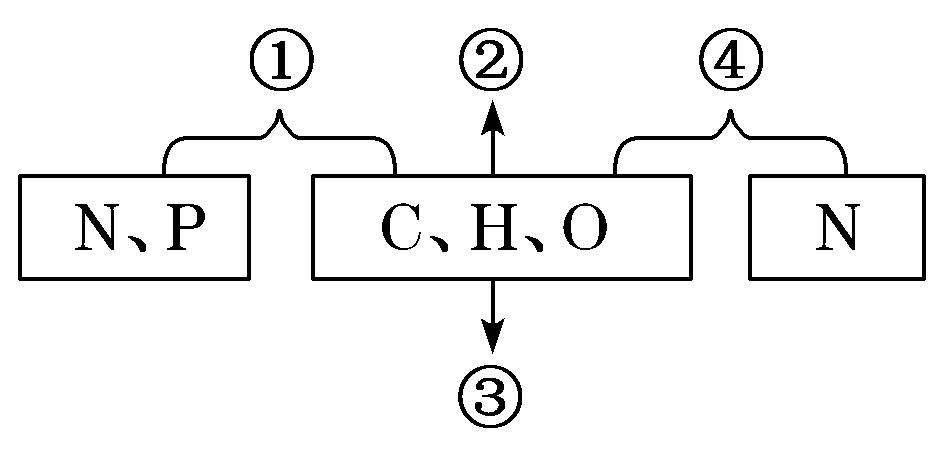 ① ② ④
N、P C、H、O N
③